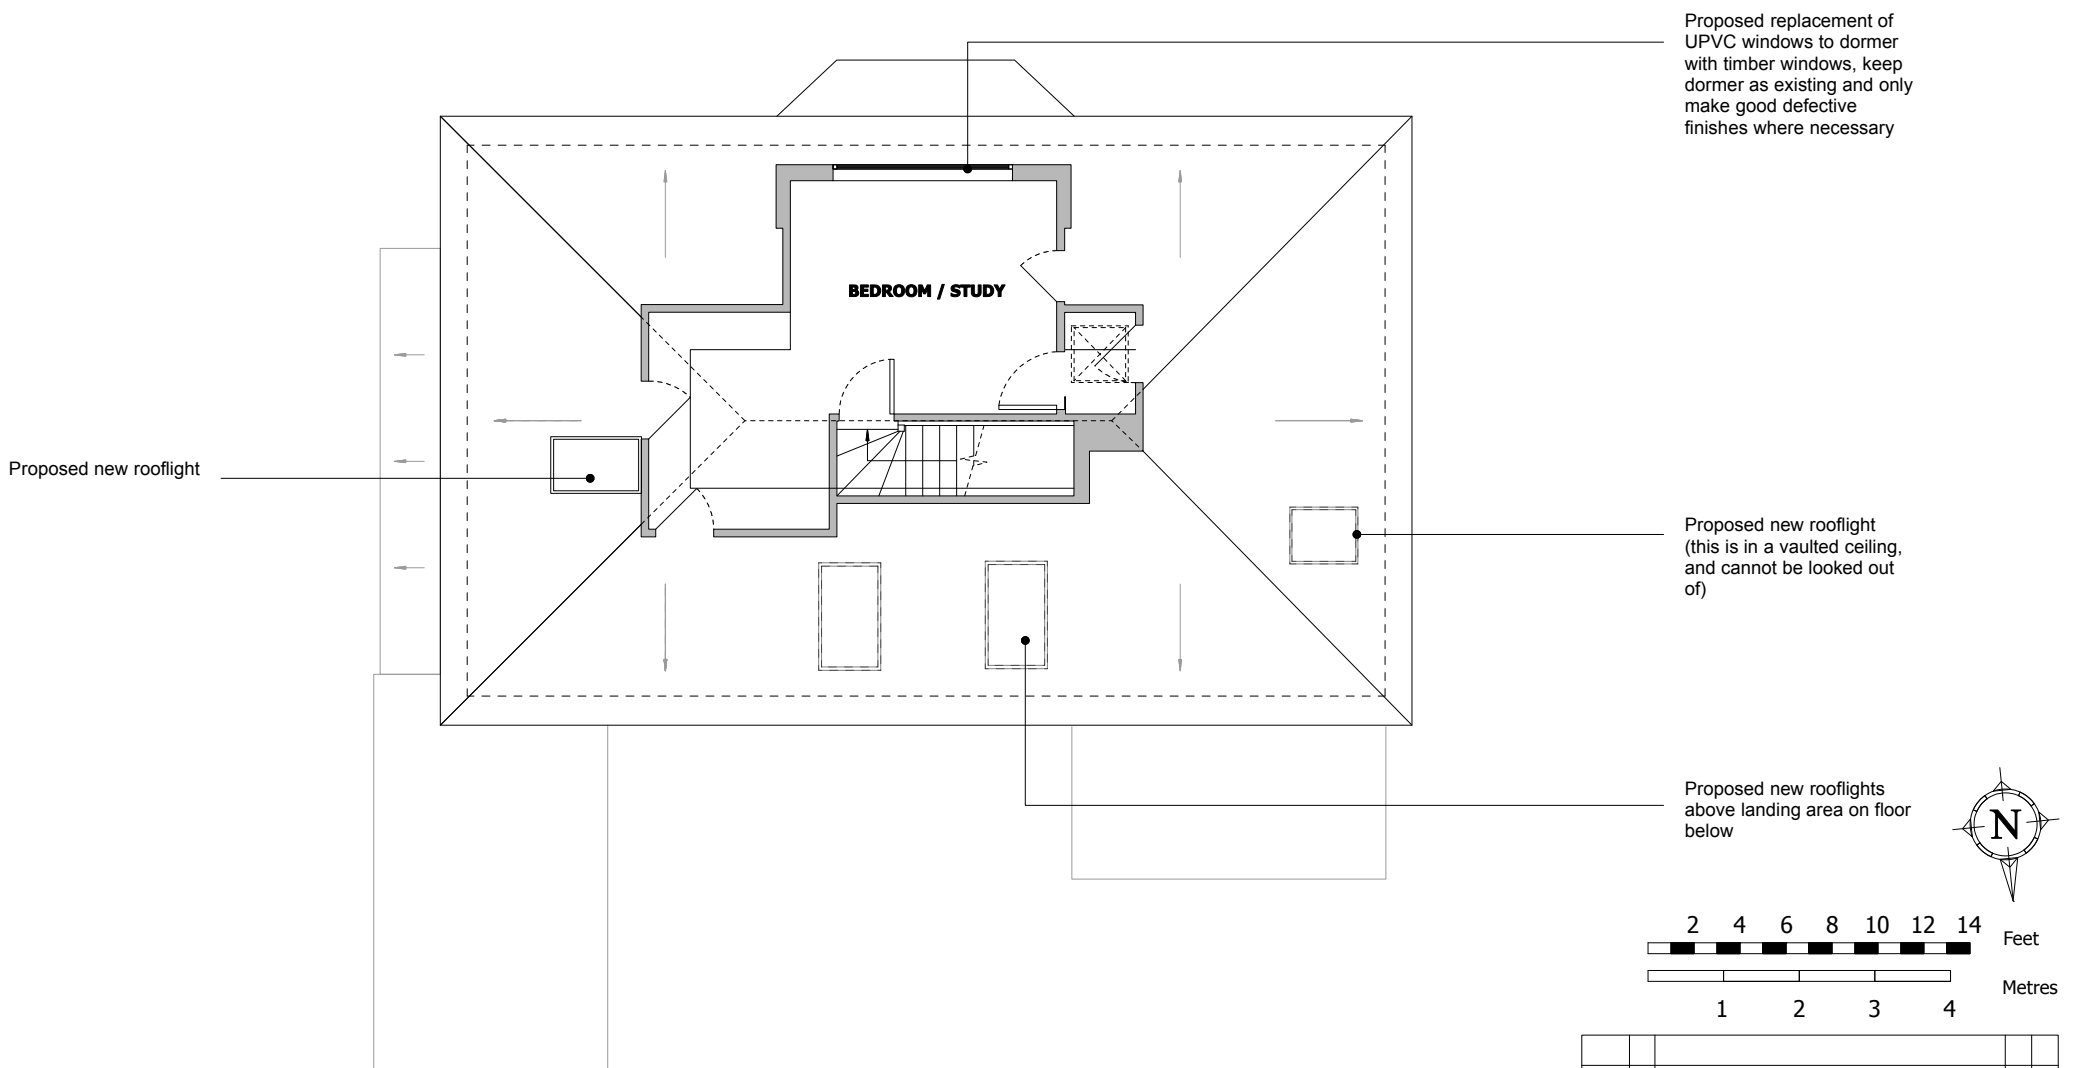 Proposed replacement of
UPVC windows to dormer
with timber windows, keep
dormer as existing and only
make good defective
finishes where necessary
BEDROOM / STUDY
Proposed new rooflight
Proposed new rooflight
(this is in a vaulted ceiling,
and cannot be looked out
of)
Proposed new rooflights
above landing area on floor
below
N
2 4 6 8 10 12 14
Feet
Metres
1 2 3 4